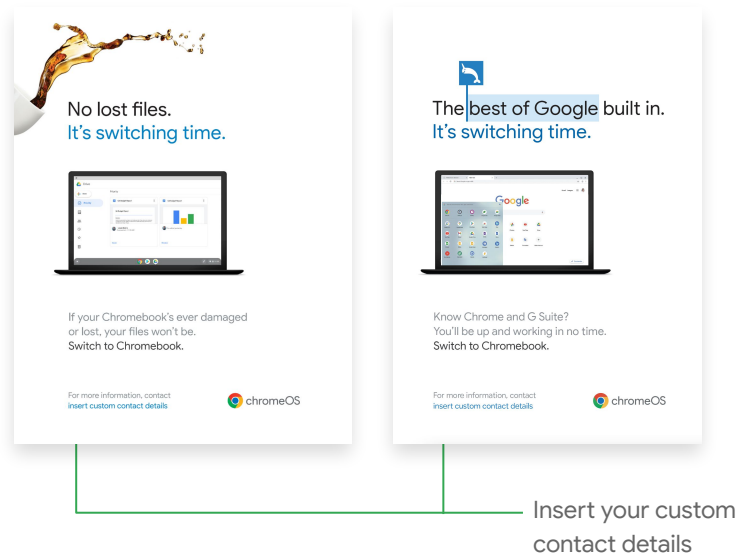 No lost files.
It's switching time.
If your Chromebook's ever damaged
or lost, your files won't be.
Switch to Chromebook.
For more information, contact
insert custom contact details
chromeOS
The best of Google built in.
It's switching time.
Google
Know Chrome and G Suite?
You'll be up and working in no time.
Switch to Chromebook.
For more information, contact
insert custom contact details
chromeOS
Insert your custom
contact details